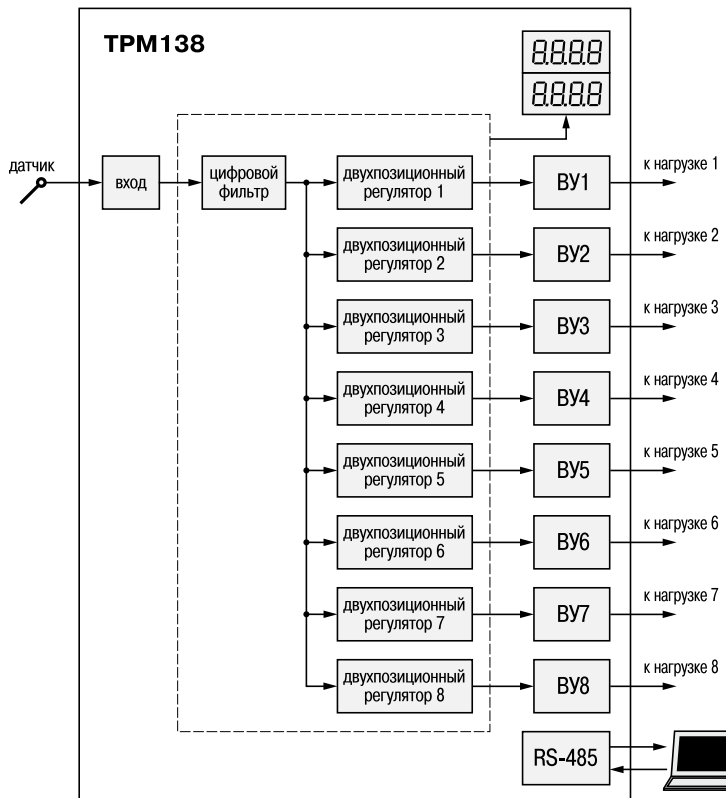 ТРМ138
8.8.8.8
8.8.8.8
датчик
вход
цифровой
фильтр
двухпозиционный
регулятор 1
ВУ1
к нагрузке 1
двухпозиционный
регулятор 2
ВУ2
к нагрузке 2
двухпозиционный
регулятор 3
ВУ3
к нагрузке 3
двухпозиционный
регулятор 4
ВУ4
к нагрузке 4
двухпозиционный
регулятор 5
ВУ5
к нагрузке 5
двухпозиционный
регулятор 6
ВУ6
к нагрузке 6
двухпозиционный
регулятор 7
ВУ7
к нагрузке 7
двухпозиционный
регулятор 8
ВУ8
к нагрузке 8
RS-485